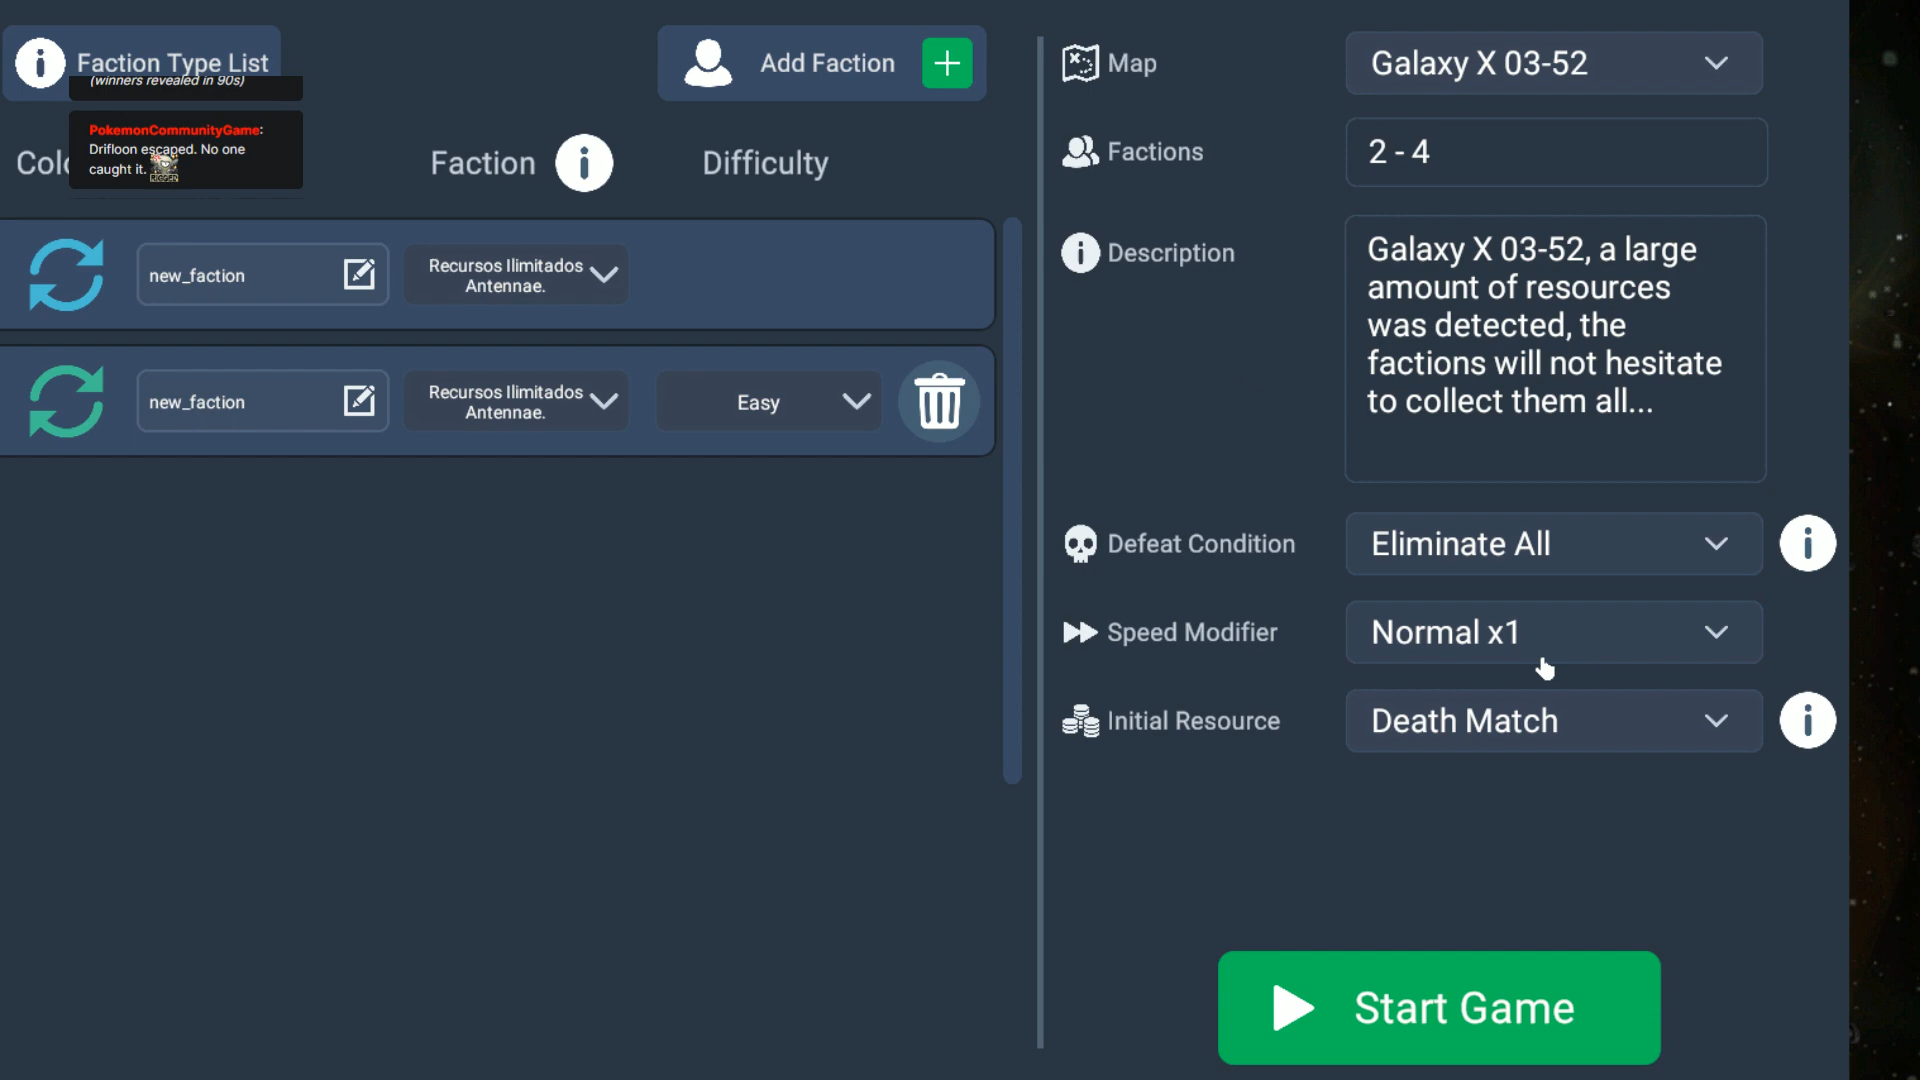 Faction Type List
(winners revealed in 90s)
PokemonCommunityGame:
Drifloon escaped. No one
caught it.
Add Faction
Faction
Difficulty
new_faction
Recursos Ilimitados
Antennae.
new_faction
Recursos Ilimitados
Antennae.
Easy
Map
Galaxy X 03-52
Factions
2 - 4
Description
Galaxy X 03-52, a large
amount of resources
was detected, the
factions will not hesitate
to collect them all...
Defeat Condition
Eliminate All
Speed Modifier
Normal x1
Initial Resource
Death Match
Start Game